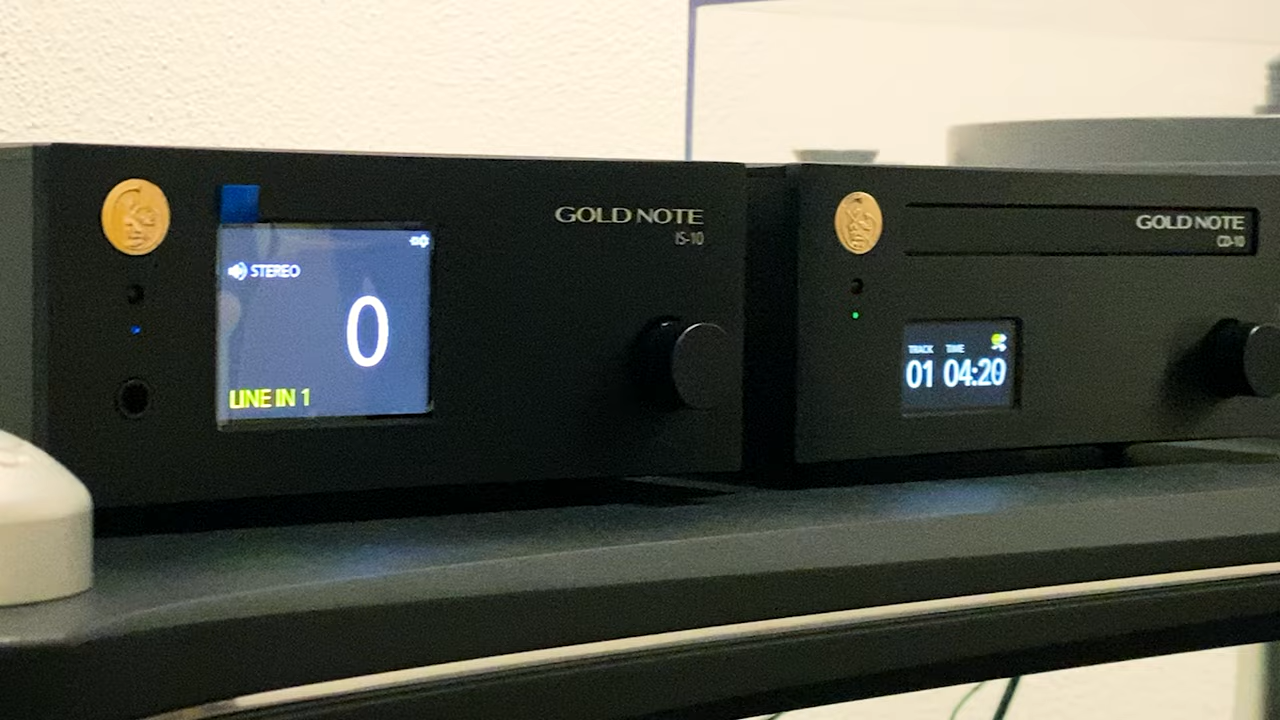 GOLD NOTE
IS-10
STEREO
0
LINE IN 1
GOLD NOTE
CD-10
TRACK TIME
01 04:20